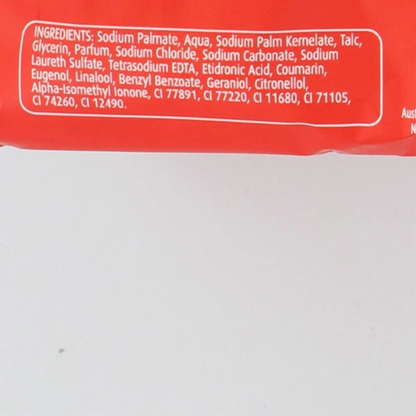 INGREDIENTS: Sodium Palmate, Aqua, Sodium Palm Kernelate, Talc,
Glycerin, Parfum, Sodium Chloride, Sodium Carbonate, Sodium
Laureth Sulfate, Tetrasodium EDTA, Etidronic Acid, Coumarin,
Eugenol, Linalool, Benzyl Benzoate, Geraniol, Citronellol,
Alpha-Isomethyl Ionone, CI 77891, CI 77220, CI 11680, CI 71105,
CI 74260, CI 12490.